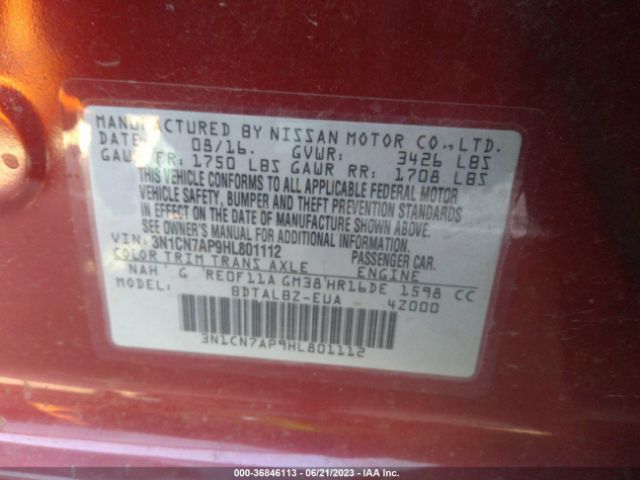 MANUFACTURED BY NISSAN MOTOR CO.,LTD.
DATE: 08/16. GVWR: 3426 LBS
GAWR FR: 1750 LBS GAWR RR: 1708 LBS
THIS VEHICLE CONFORMS TO ALL APPLICABLE FEDERAL MOTOR
VEHICLE SAFETY, BUMPER AND THEFT PREVENTION STANDARDS
IN EFFECT ON THE DATE OF MANUFACTURE SHOWN ABOVE.
SEE OWNER'S MANUAL FOR ADDITIONAL INFORMATION.
VIN: 3N1CN7AP9HL801112 PASSENGER CAR.
COLOR TRIM TRANS AXLE ENGINE
NAH G RE0F11A GM38 HR16DE 1598 CC
MODEL: BDTALBZ-EUA 4Z000
3N1CN7AP9HL801112
000-36846113 - 06/21/2023 - IAA Inc.